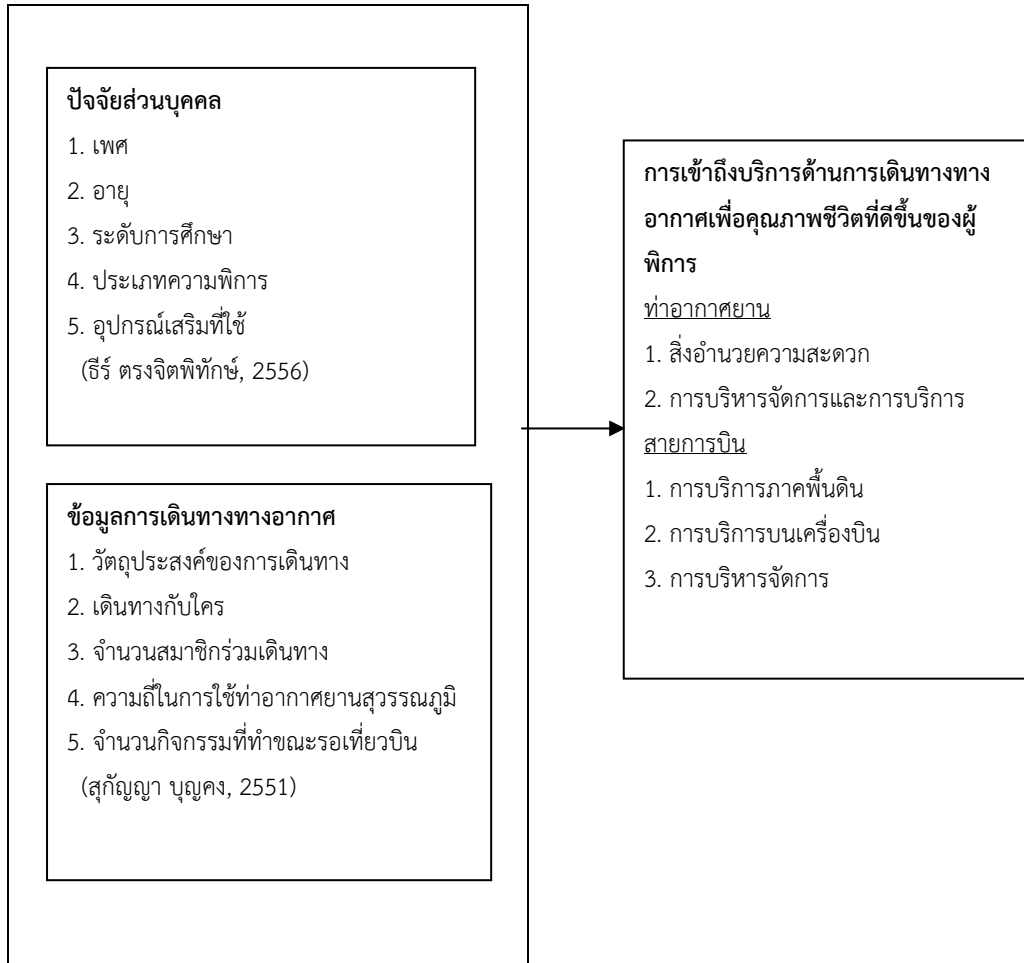 ปัจจัยส่วนบุคคล
1. เพศ
2. อายุ
3. ระดับการศึกษา
4. ประเภทความพิการ
5. อุปกรณ์เสริมที่ใช้
(ธีร์ ตรงจิตพิทักษ์, 2556)
ข้อมูลการเดินทางทางอากาศ
1. วัตถุประสงค์ของการเดินทาง
2. เดินทางกับใคร
3. จำนวนสมาชิกร่วมเดินทาง
4. ความถี่ในการใช้ท่าอากาศยานสุวรรณภูมิ
5. จำนวนกิจกรรมที่ทำขณะรอเที่ยวบิน
(สุกัญญา บุญคง, 2551)
การเข้าถึงบริการด้านการเดินทางทาง
อากาศเพื่อคุณภาพชีวิตที่ดีขึ้นของผู้
พิการ
ท่าอากาศยาน
1. สิ่งอำนวยความสะดวก
2. การบริหารจัดการและการบริการ
สายการบิน
1. การบริการภาคพื้นดิน
2. การบริการบนเครื่องบิน
3. การบริหารจัดการ